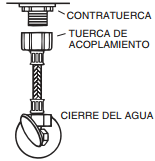 CONTRATUERCA
TUERCA DE
ACOPLAMIENTO
CIERRE DEL AGUA